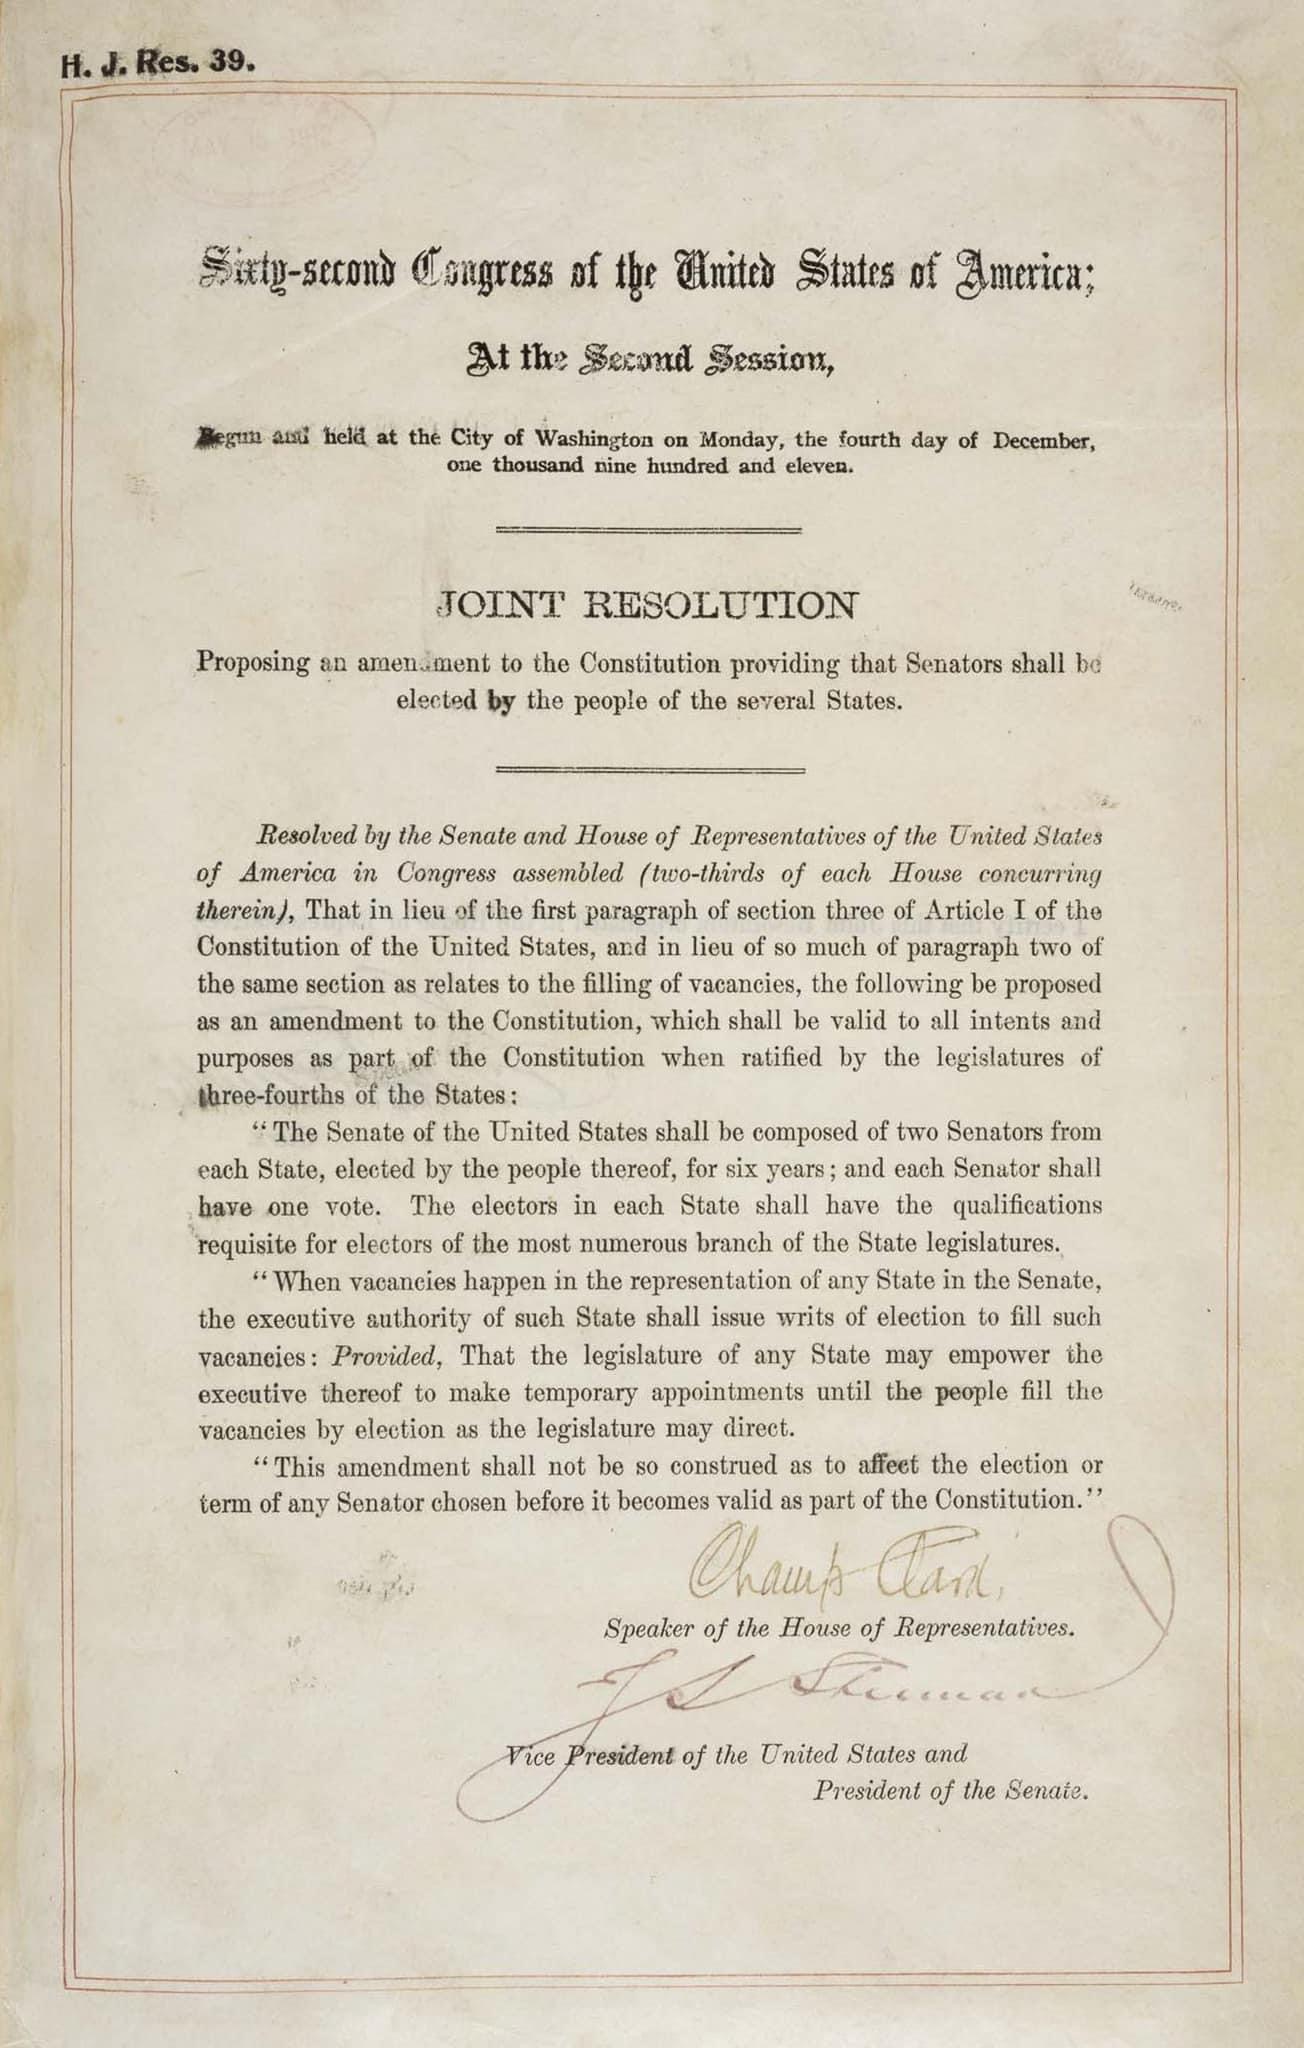 H. J. Res. 39.
Sixty-second Congress of the United States of America;
At the Second Session,
Begun and held at the City of Washington on Monday, the fourth day of December,
one thousand nine hundred and eleven.
JOINT RESOLUTION
Proposing an amendment to the Constitution providing that Senators shall be
elected by the people of the several States.
Resolved by the Senate and House of Representatives of the United States
of America in Congress assembled (two-thirds of each House concurring
therein), That in lieu of the first paragraph of section three of Article I of the
Constitution of the United States, and in lieu of so much of paragraph two of
the same section as relates to the filling of vacancies, the following be proposed
as an amendment to the Constitution, which shall be valid to all intents and
purposes as part of the Constitution when ratified by the legislatures of
three-fourths of the States:
“The Senate of the United States shall be composed of two Senators from
each State, elected by the people thereof, for six years; and each Senator shall
have one vote. The electors in each State shall have the qualifications
requisite for electors of the most numerous branch of the State legislatures.
“When vacancies happen in the representation of any State in the Senate,
the executive authority of such State shall issue writs of election to fill such
vacancies: Provided, That the legislature of any State may empower the
executive thereof to make temporary appointments until the people fill the
vacancies by election as the legislature may direct.
“This amendment shall not be so construed as to affect the election or
term of any Senator chosen before it becomes valid as part of the Constitution.”
Champ Clark
Speaker of the House of Representatives.
J S Sherman
Vice President of the United States and
President of the Senate.